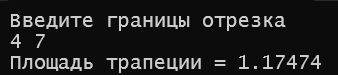 Введите границы отрезка
4 7
Площадь трапеции = 1.17474